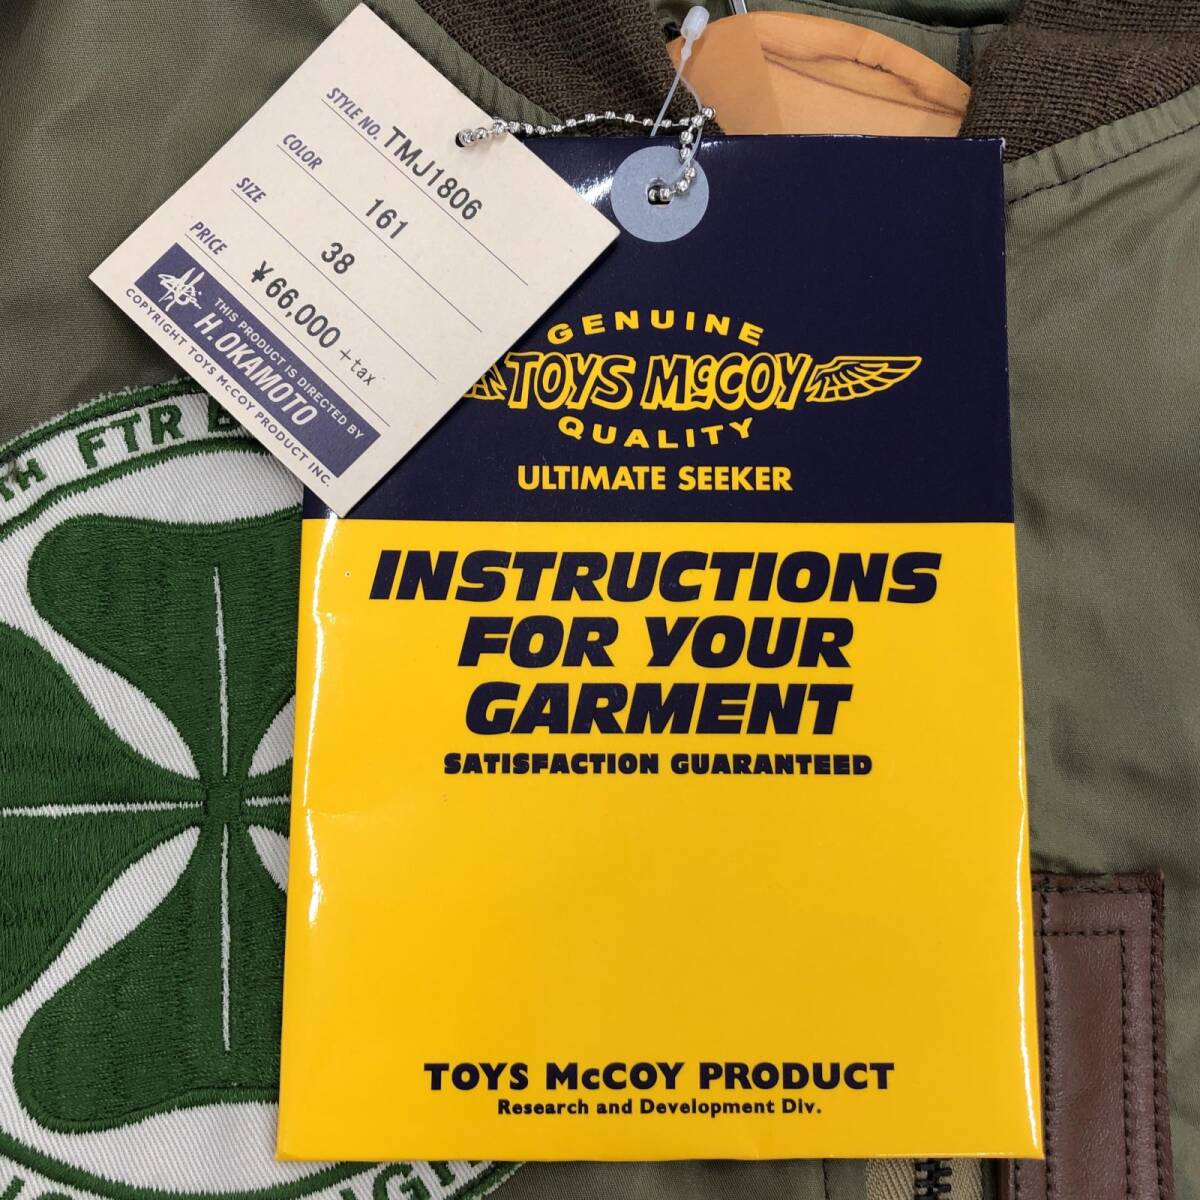 STYLE NO. TMJ1806
COLOR 161
SIZE 38
PRICE ¥66,000 +tax
THIS PRODUCT IS DIRECTED BY
H.OKAMOTO
COPYRIGHT TOYS McCOY PRODUCT INC.
GENUINE
TOYS McCOY
QUALITY
ULTIMATE SEEKER
INSTRUCTIONS
FOR YOUR
GARMENT
SATISFACTION GUARANTEED
TOYS McCOY PRODUCT
Research and Development Div.
TH FTR